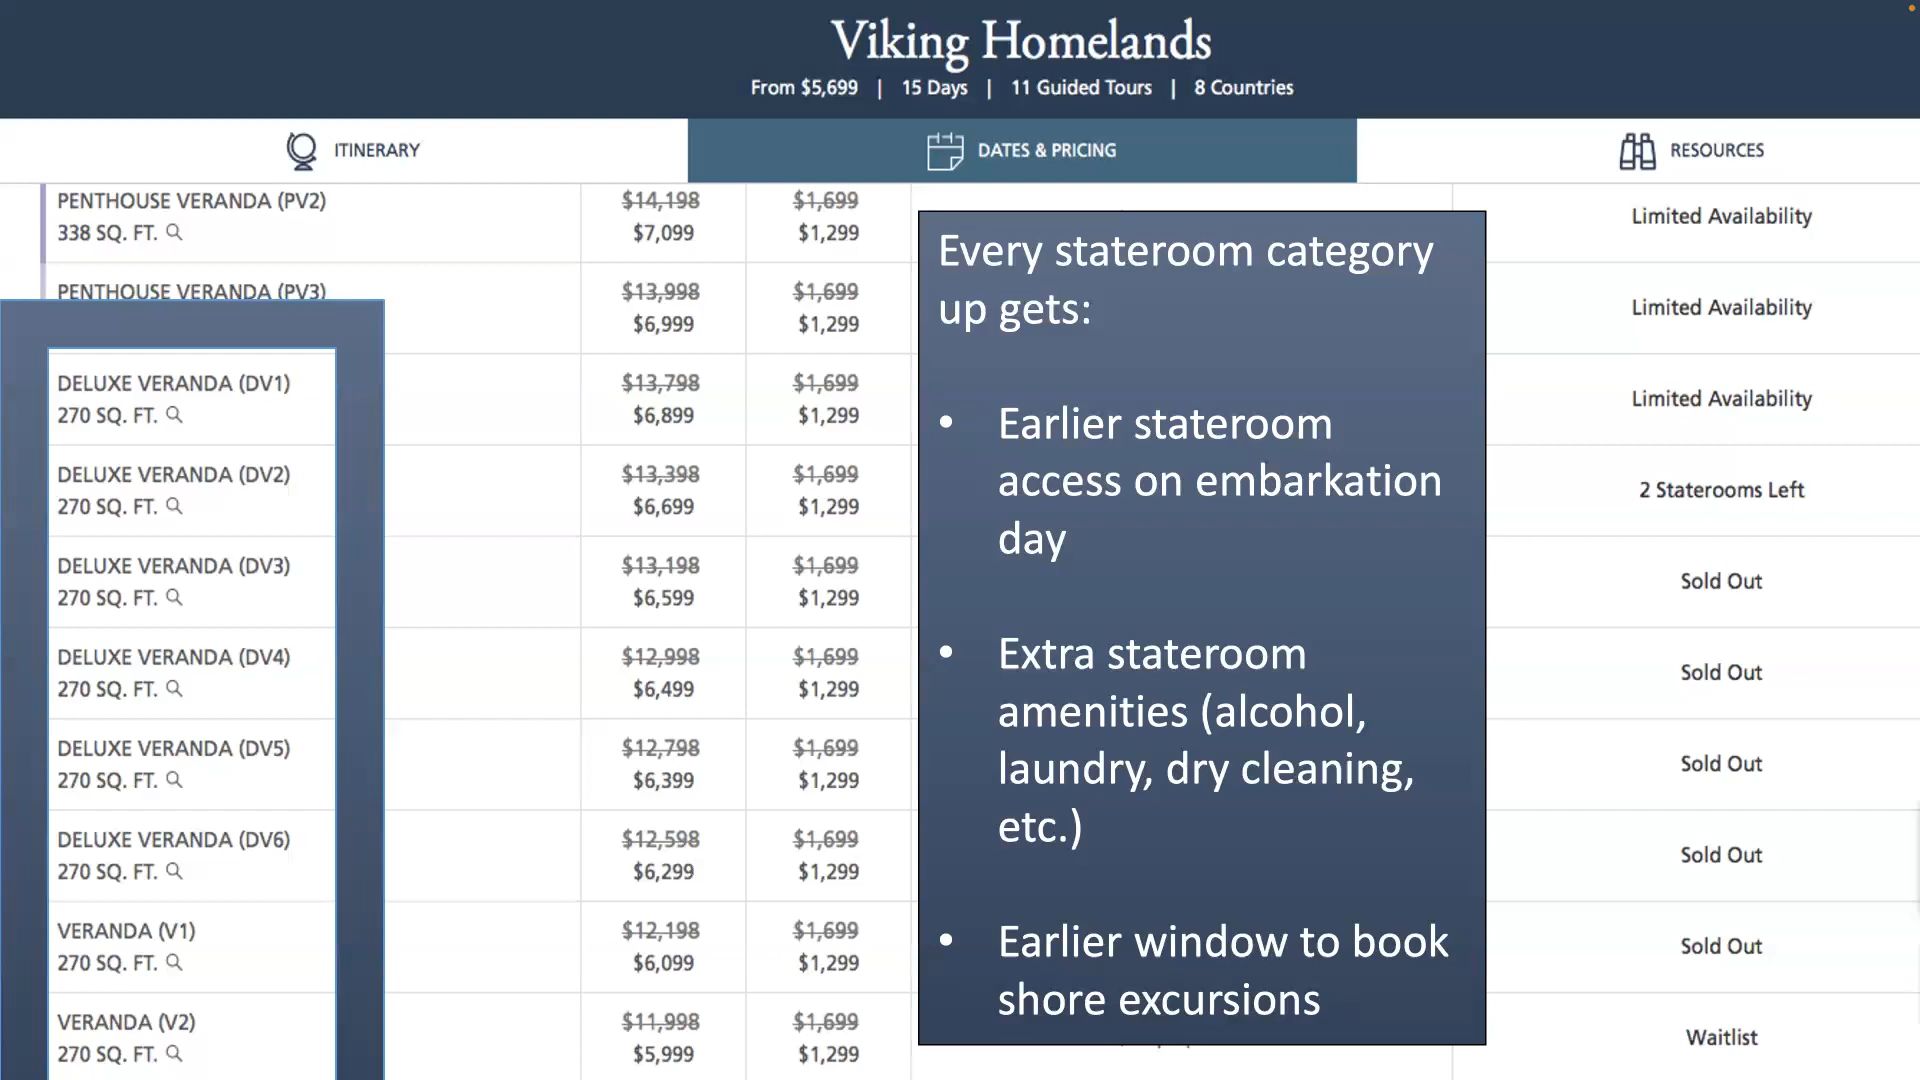 Viking Homelands
From $5,699 | 15 Days | 11 Guided Tours | 8 Countries
ITINERARY
DATES & PRICING
RESOURCES
PENTHOUSE VERANDA (PV2)
338 SQ. FT.
$14,198
$7,099
$1,699
$1,299
Limited Availability
PENTHOUSE VERANDA (PV3)
$13,998
$6,999
$1,699
$1,299
Limited Availability
DELUXE VERANDA (DV1)
270 SQ. FT.
$13,798
$6,899
$1,699
$1,299
Limited Availability
DELUXE VERANDA (DV2)
270 SQ. FT.
$13,398
$6,699
$1,699
$1,299
2 Staterooms Left
DELUXE VERANDA (DV3)
270 SQ. FT.
$13,198
$6,599
$1,699
$1,299
Sold Out
DELUXE VERANDA (DV4)
270 SQ. FT.
$12,998
$6,499
$1,699
$1,299
Sold Out
DELUXE VERANDA (DV5)
270 SQ. FT.
$12,798
$6,399
$1,699
$1,299
Sold Out
DELUXE VERANDA (DV6)
270 SQ. FT.
$12,598
$6,299
$1,699
$1,299
Sold Out
VERANDA (V1)
270 SQ. FT.
$12,198
$6,099
$1,699
$1,299
Sold Out
VERANDA (V2)
270 SQ. FT.
$11,998
$5,999
$1,699
$1,299
Waitlist
Every stateroom category
up gets:
• Earlier stateroom
access on embarkation
day
• Extra stateroom
amenities (alcohol,
laundry, dry cleaning,
etc.)
• Earlier window to book
shore excursions